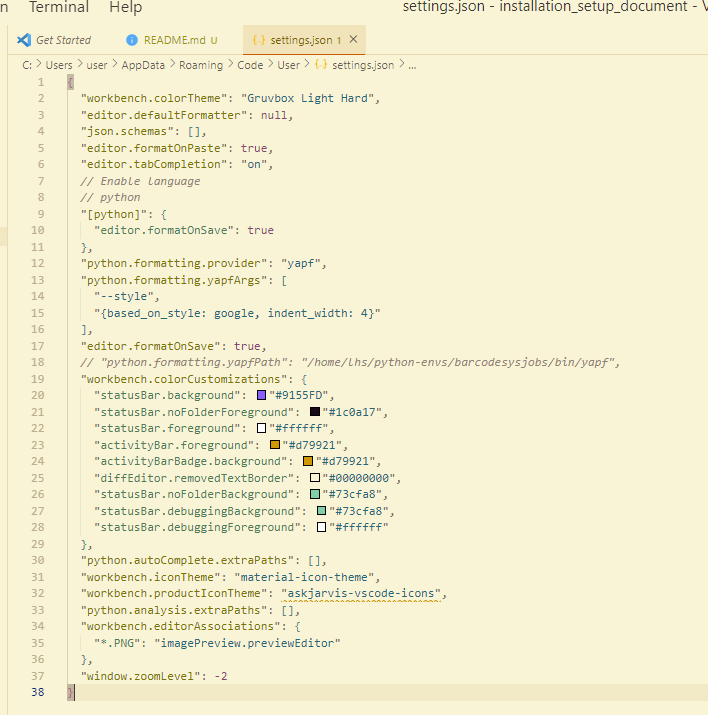 n Terminal Help settings.json - installation_setup_document - V
Get Started README.md U {.} settings.json 1 ×
C: > Users > user > AppData > Roaming > Code > User > {.} settings.json > ...
1 {
2 "workbench.colorTheme": "Gruvbox Light Hard",
3 "editor.defaultFormatter": null,
4 "json.schemas": [],
5 "editor.formatOnPaste": true,
6 "editor.tabCompletion": "on",
7 // Enable language
8 // python
9 "[python]": {
10 "editor.formatOnSave": true
11 },
12 "python.formatting.provider": "yapf",
13 "python.formatting.yapfArgs": [
14 "--style",
15 "{based_on_style: google, indent_width: 4}"
16 ],
17 "editor.formatOnSave": true,
18 // "python.formatting.yapfPath": "/home/lhs/python-envs/barcodesysjobs/bin/yapf",
19 "workbench.colorCustomizations": {
20 "statusBar.background": "#9155FD",
21 "statusBar.noFolderForeground": "#1c0a17",
22 "statusBar.foreground": "#ffffff",
23 "activityBar.foreground": "#d79921",
24 "activityBarBadge.background": "#d79921",
25 "diffEditor.removedTextBorder": "#00000000",
26 "statusBar.noFolderBackground": "#73cfa8",
27 "statusBar.debuggingBackground": "#73cfa8",
28 "statusBar.debuggingForeground": "#ffffff"
29 },
30 "python.autoComplete.extraPaths": [],
31 "workbench.iconTheme": "material-icon-theme",
32 "workbench.productIconTheme": "askjarvis-vscode-icons",
33 "python.analysis.extraPaths": [],
34 "workbench.editorAssociations": {
35 "*.PNG": "imagePreview.previewEditor"
36 },
37 "window.zoomLevel": -2
38 }